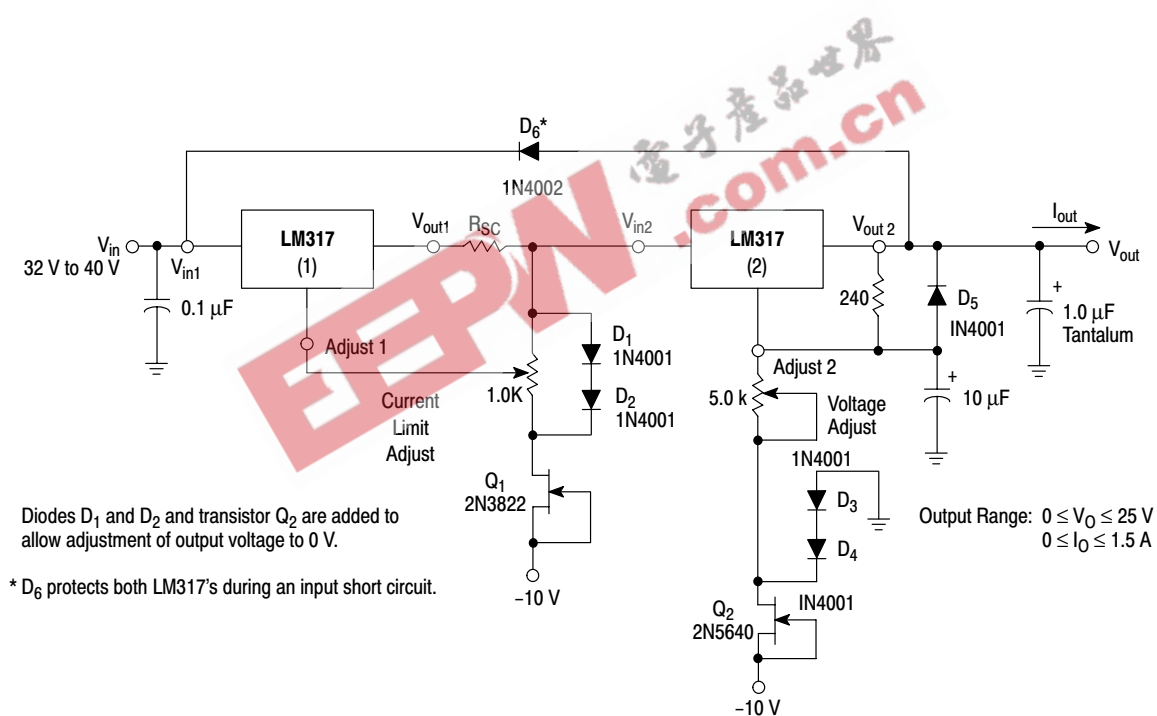 電子産品世界
.com.cn
EEPW
D6*
1N4002
Vin
32 V to 40 V
Vin1
0.1 μF
LM317
(1)
Vout1
RSC
Vin2
LM317
(2)
Vout 2
Iout
Vout
240
D5
IN4001
1.0 μF
Tantalum
+
Adjust 1
D1
1N4001
D2
1N4001
1.0K
Current
Limit
Adjust
Adjust 2
5.0 k
Voltage
Adjust
+
10 μF
Q1
2N3822
–10 V
1N4001
D3
D4
IN4001
Q2
2N5640
–10 V
Output Range: 0 ≤ VO ≤ 25 V
0 ≤ IO ≤ 1.5 A
Diodes D1 and D2 and transistor Q2 are added to
allow adjustment of output voltage to 0 V.
* D6 protects both LM317's during an input short circuit.